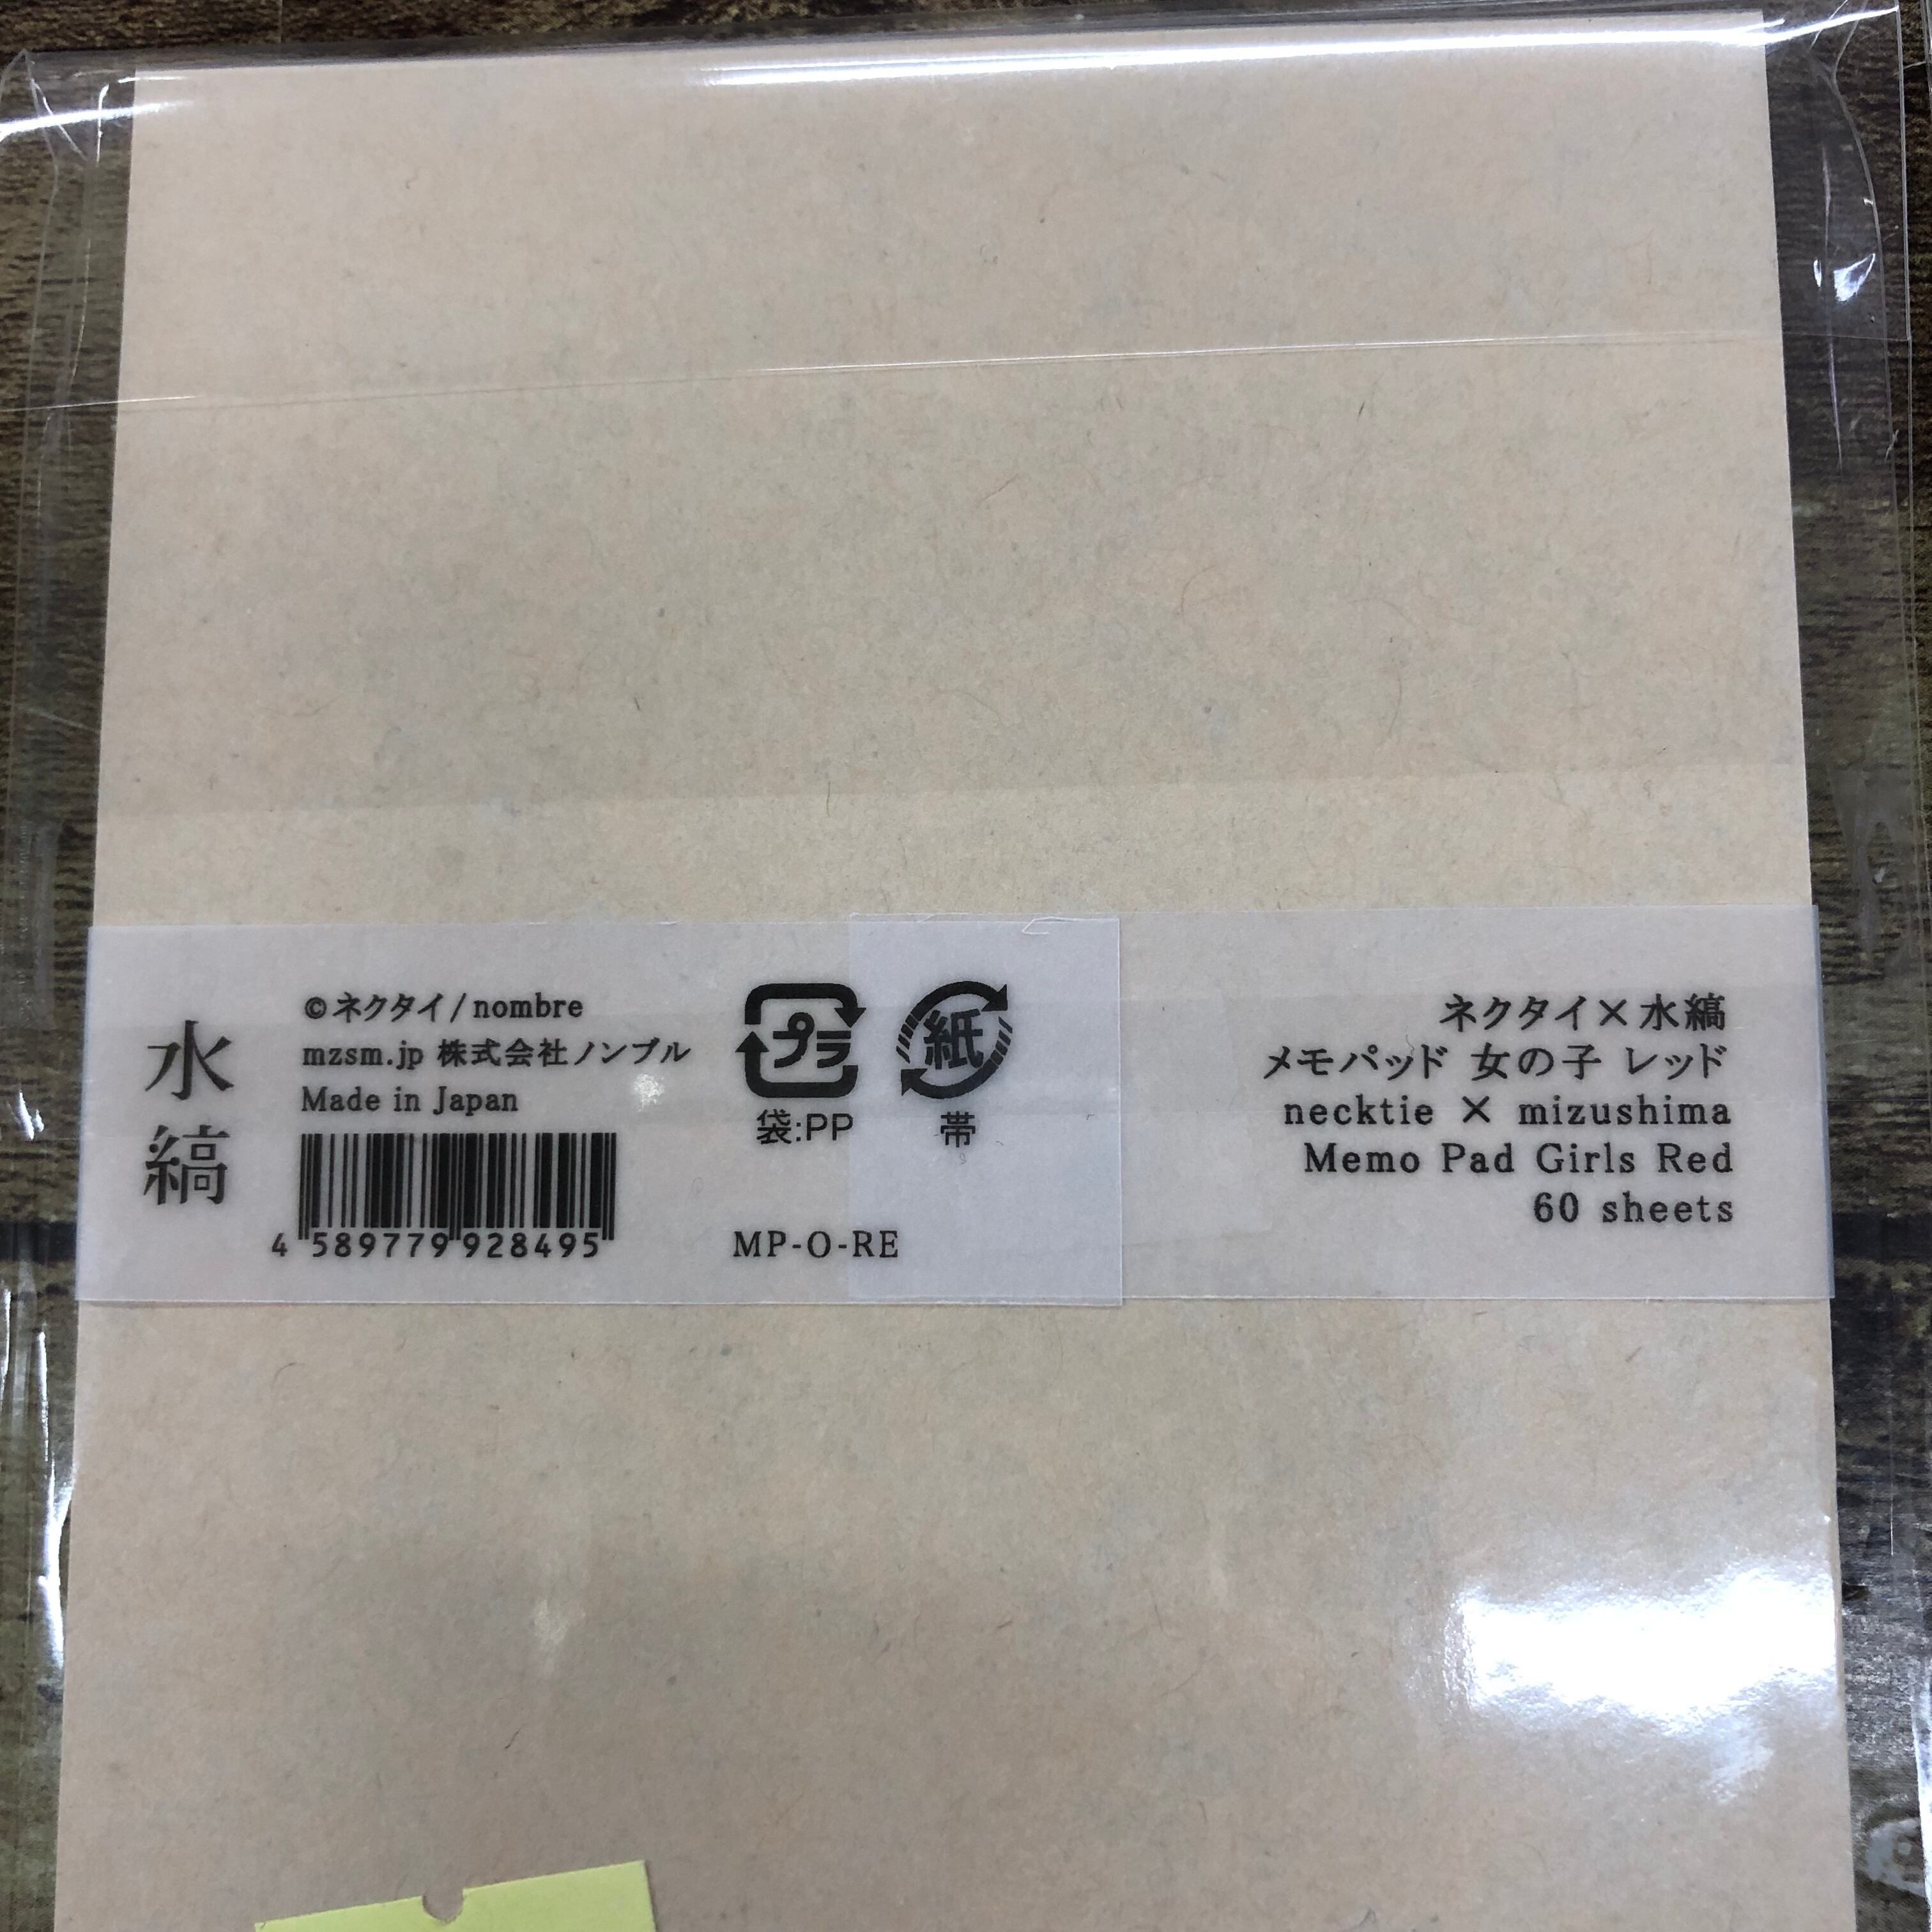 水縞
©ネクタイ/nombre
mzsm.jp 株式会社ノンブル
Made in Japan
4 589779 928495
プラ
袋:PP
紙
帯
MP-O-RE
ネクタイ×水縞
メモパッド 女の子 レッド
necktie × mizushima
Memo Pad Girls Red
60 sheets